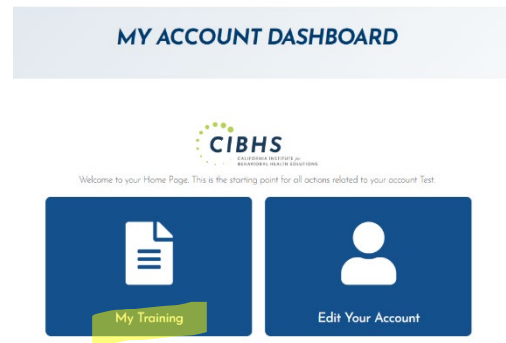 MY ACCOUNT DASHBOARD
CIBHS
CALIFORNIA INSTITUTE for
BEHAVIORAL HEALTH SOLUTIONS
Welcome to your Home Page. This is the starting point for all actions related to your account Test.
My Training
Edit Your Account